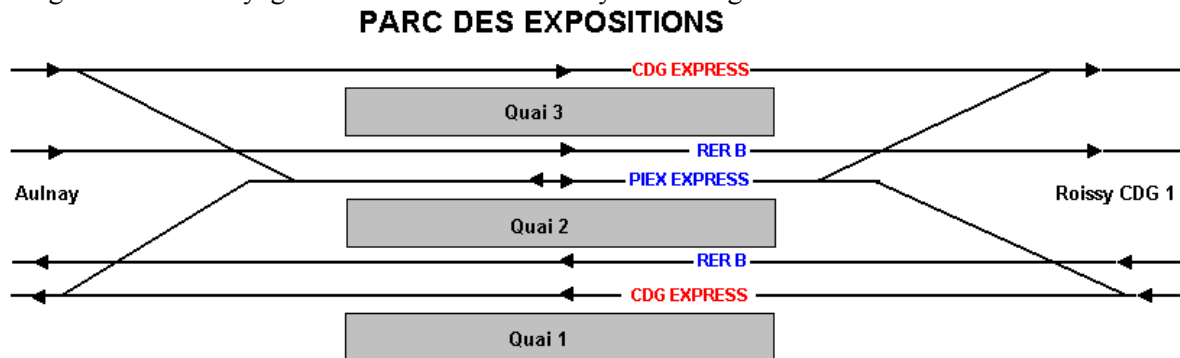 PARC DES EXPOSITIONS
CDG EXPRESS
Quai 3
RER B
PIEX EXPRESS
Aulnay
Roissy CDG 1
Quai 2
RER B
CDG EXPRESS
Quai 1